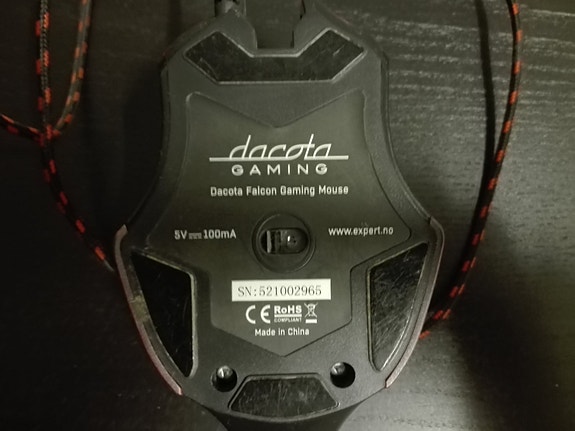 dacota
GAMING
Dacota Falcon Gaming Mouse
5V⎓100mA
www.expert.no
SN:521002965
CE RoHS
COMPLIANT
Made in China